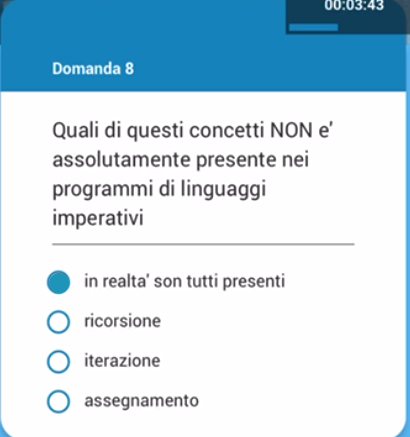 00:03:43
Domanda 8
Quali di questi concetti NON e'
assolutamente presente nei
programmi di linguaggi
imperativi
in realta' son tutti presenti
ricorsione
iterazione
assegnamento